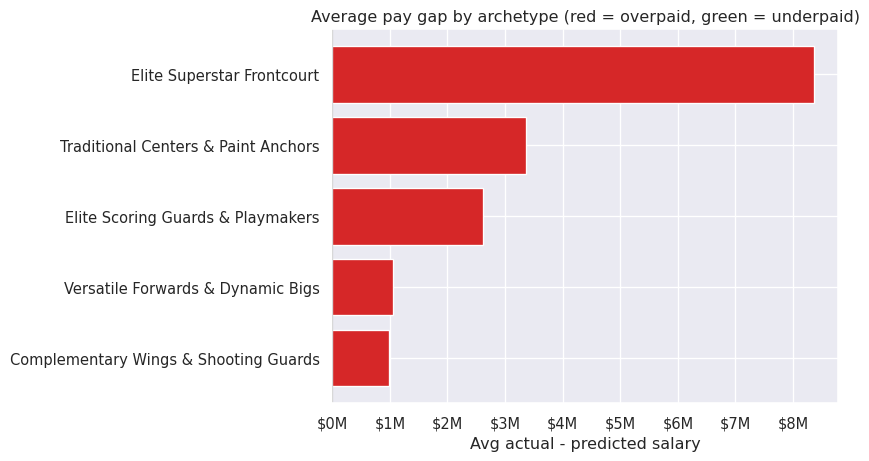 Average pay gap by archetype (red = overpaid, green = underpaid)
Elite Superstar Frontcourt
Traditional Centers & Paint Anchors
Elite Scoring Guards & Playmakers
Versatile Forwards & Dynamic Bigs
Complementary Wings & Shooting Guards
$0M $1M $2M $3M $4M $5M $6M $7M $8M
Avg actual - predicted salary